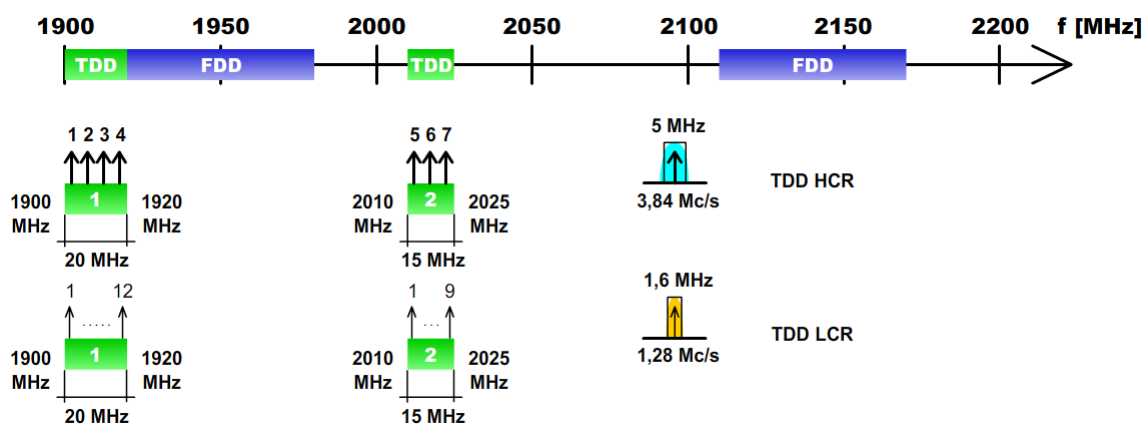 1900 1950 2000 2050 2100 2150 2200 f [MHz]
TDD FDD TDD FDD
1 2 3 4 5 6 7 5 MHz
1900 MHz 1 1920 MHz 2010 MHz 2 2025 MHz 3,84 Mc/s TDD HCR
20 MHz 15 MHz
1 ..... 12 1 ... 9 1,6 MHz
1900 MHz 1 1920 MHz 2010 MHz 2 2025 MHz 1,28 Mc/s TDD LCR
20 MHz 15 MHz